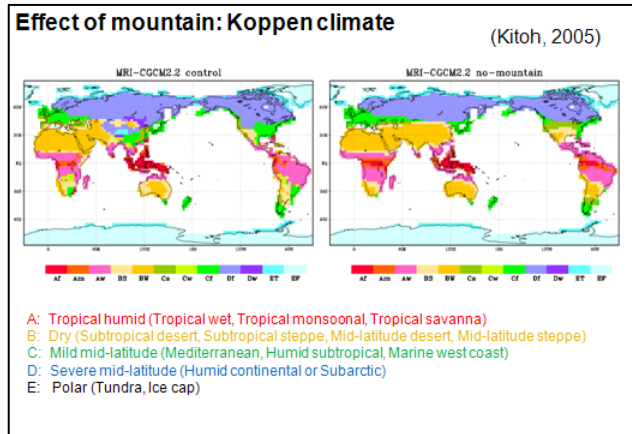 Effect of mountain: Koppen climate
(Kitoh, 2005)
MRI-CGCM2.2 control
MRI-CGCM2.2 no-mountain
Af Am Aw BS BW Cs Cw Cf Df Dw ET EF
Af Am Aw BS BW Cs Cw Cf Df Dw ET EF
A: Tropical humid (Tropical wet, Tropical monsoonal, Tropical savanna)
B: Dry (Subtropical desert, Subtropical steppe, Mid-latitude desert, Mid-latitude steppe)
C: Mild mid-latitude (Mediterranean, Humid subtropical, Marine west coast)
D: Severe mid-latitude (Humid continental or Subarctic)
E: Polar (Tundra, Ice cap)